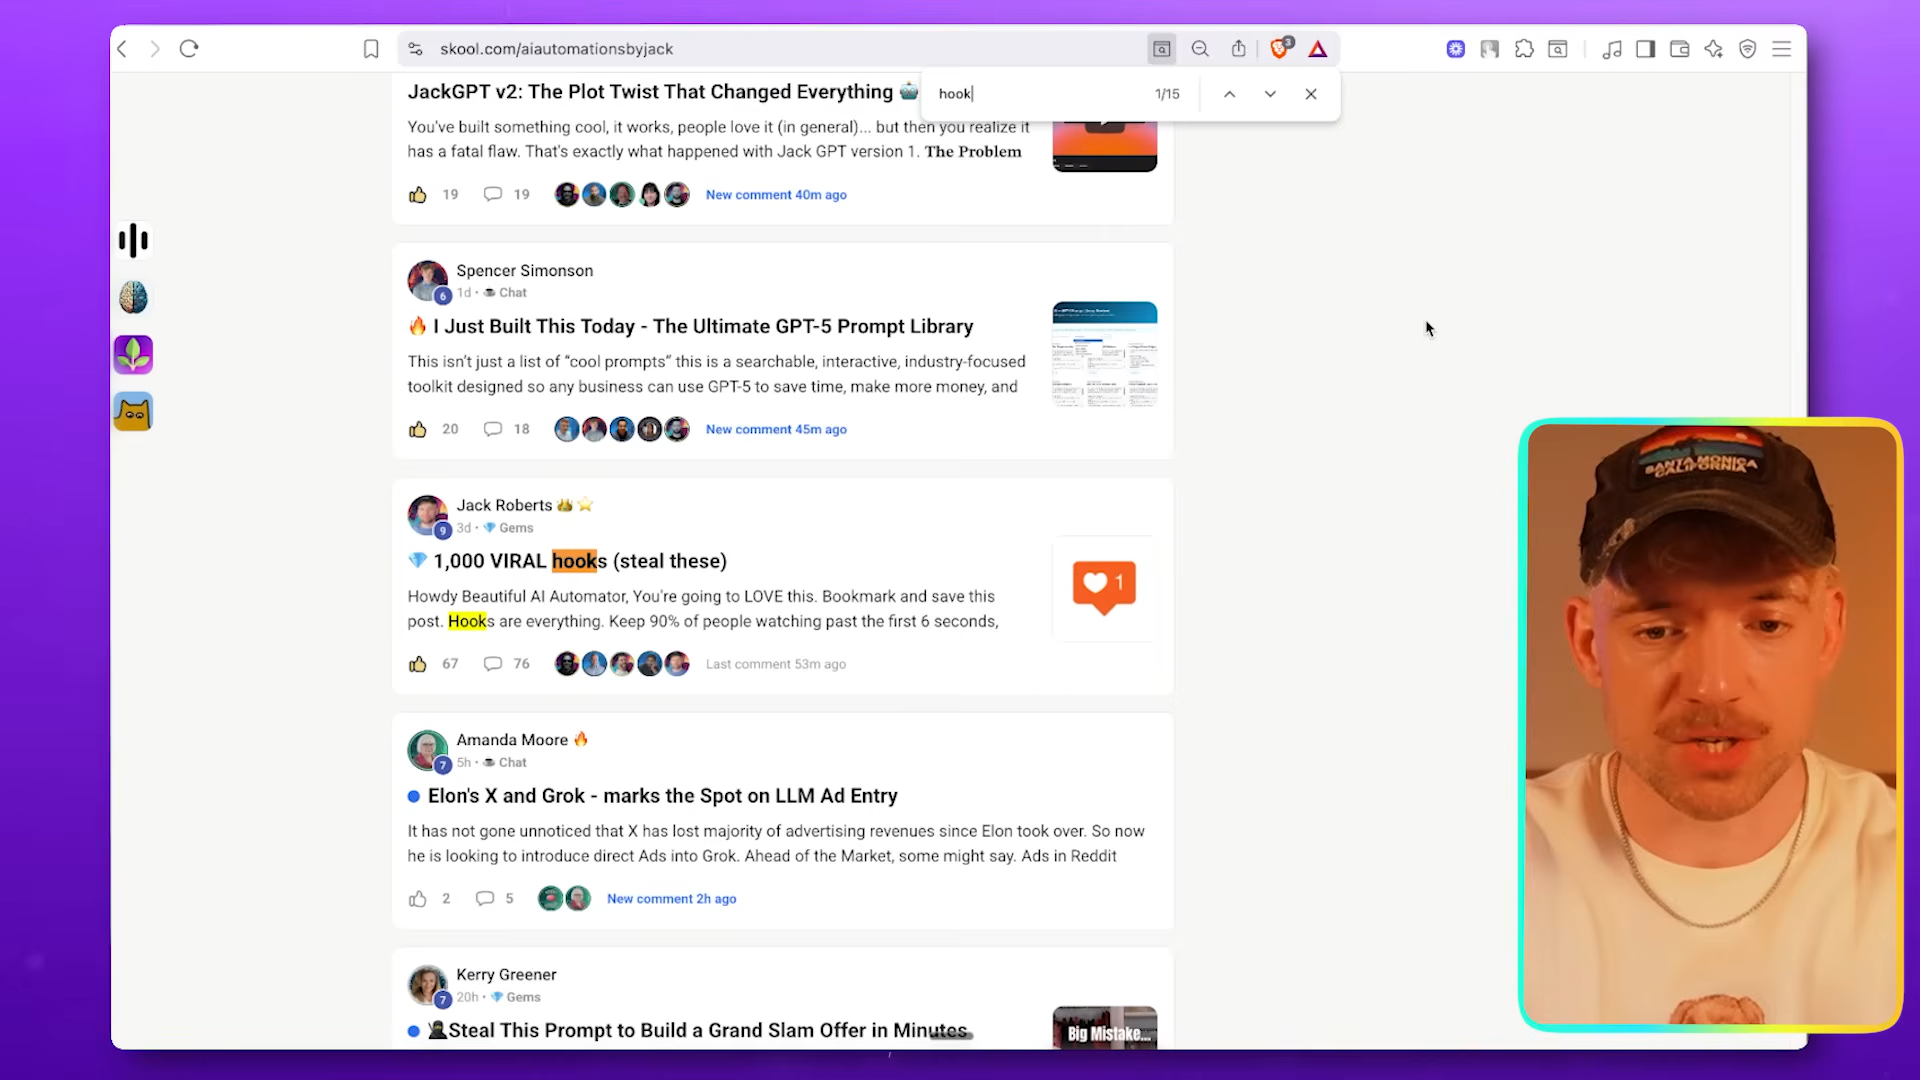 skool.com/aiautomationsbyjack
3
hook
1/15
JackGPT v2: The Plot Twist That Changed Everything
You've built something cool, it works, people love it (in general)... but then you realize it
has a fatal flaw. That's exactly what happened with Jack GPT version 1. The Problem
19
19
New comment 40m ago
Spencer Simonson
6
1d • Chat
I Just Built This Today - The Ultimate GPT-5 Prompt Library
This isn't just a list of “cool prompts” this is a searchable, interactive, industry-focused
toolkit designed so any business can use GPT-5 to save time, make more money, and
20
18
New comment 45m ago
Jack Roberts
9
3d • Gems
1,000 VIRAL hooks (steal these)
Howdy Beautiful AI Automator, You're going to LOVE this. Bookmark and save this
post. Hooks are everything. Keep 90% of people watching past the first 6 seconds,
1
67
76
Last comment 53m ago
Amanda Moore
7
5h • Chat
Elon's X and Grok - marks the Spot on LLM Ad Entry
It has not gone unnoticed that X has lost majority of advertising revenues since Elon took over. So now
he is looking to introduce direct Ads into Grok. Ahead of the Market, some might say. Ads in Reddit
2
5
New comment 2h ago
Kerry Greener
7
20h • Gems
Steal This Prompt to Build a Grand Slam Offer in Minutes
Big Mistake...
SANTA MONICA
CALIFORNIA